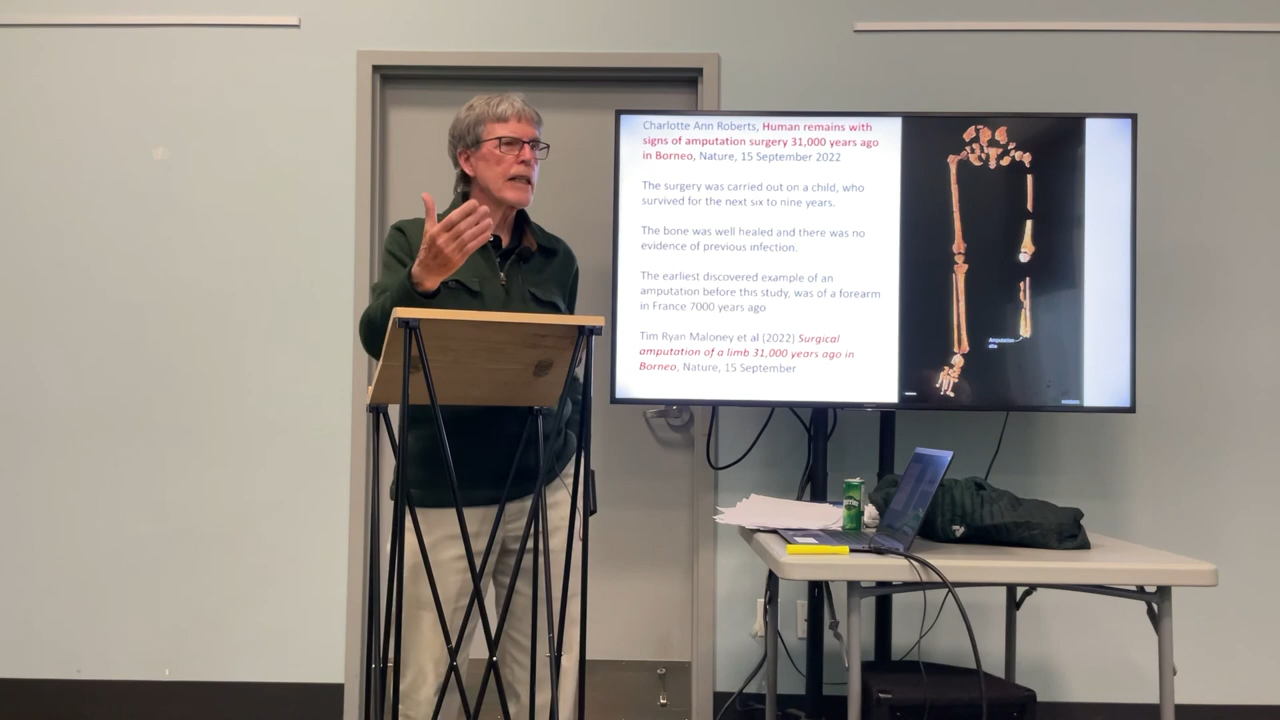 Charlotte Ann Roberts, Human remains with
signs of amputation surgery 31,000 years ago
in Borneo, Nature, 15 September 2022
The surgery was carried out on a child, who
survived for the next six to nine years.
The bone was well healed and there was no
evidence of previous infection.
The earliest discovered example of an
amputation before this study, was of a forearm
in France 7000 years ago
Tim Ryan Maloney et al (2022) Surgical
amputation of a limb 31,000 years ago in
Borneo, Nature, 15 September
Amputation
site